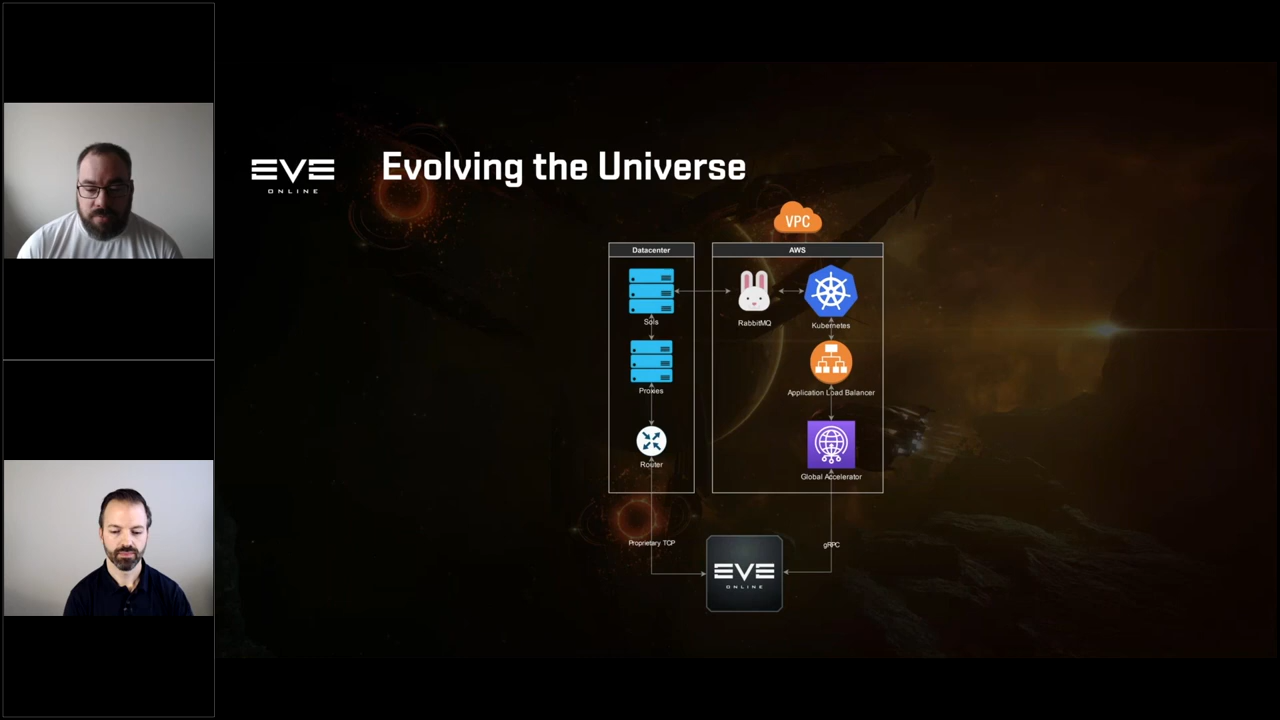 EVE
ONLINE
Evolving the Universe
VPC
Datacenter
AWS
Sols
RabbitMQ
Kubernetes
Proxies
Application Load Balancer
Router
Global Accelerator
Proprietary TCP
gRPC
EVE
ONLINE